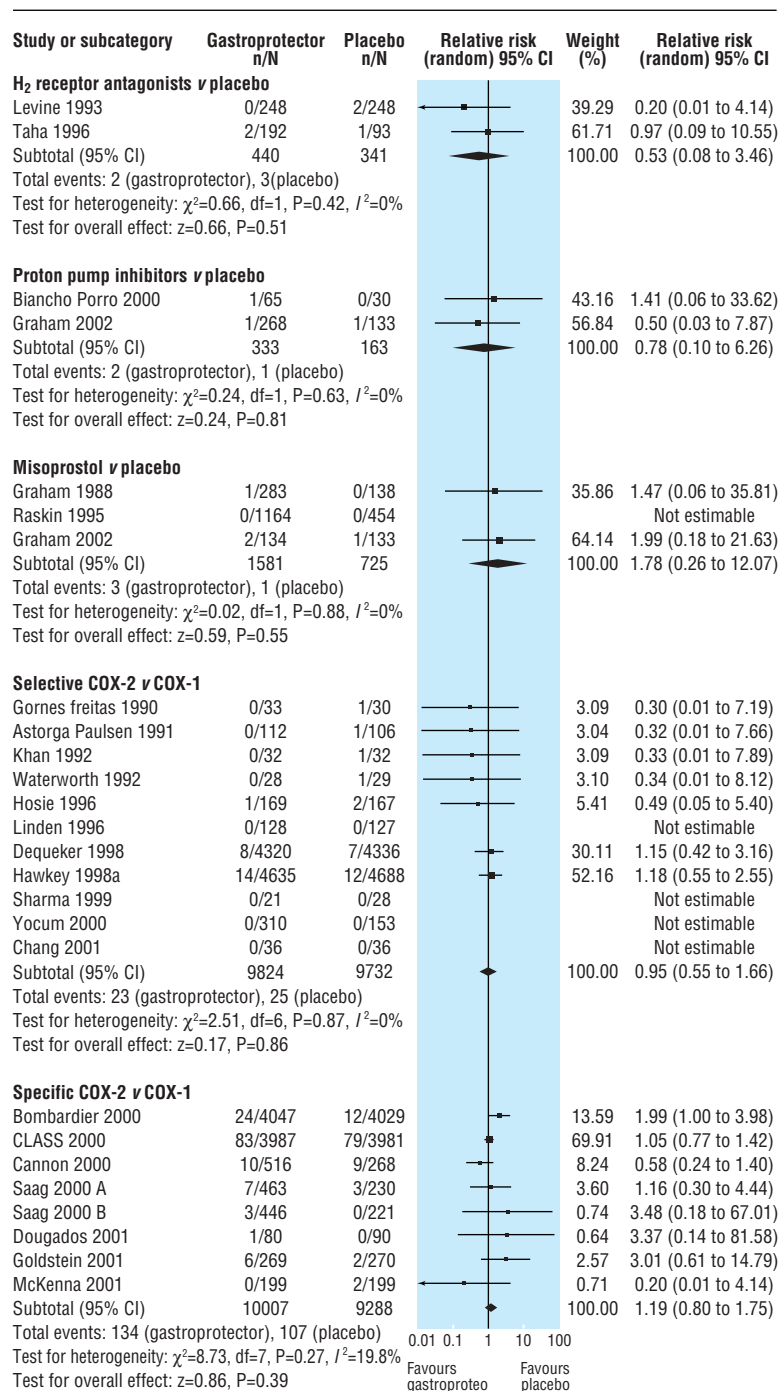 Study or subcategory Gastroprotector n/N Placebo n/N Relative risk (random) 95% CI Weight (%) Relative risk (random) 95% CI
H2 receptor antagonists v placebo
Levine 1993 0/248 2/248 39.29 0.20 (0.01 to 4.14)
Taha 1996 2/192 1/93 61.71 0.97 (0.09 to 10.55)
Subtotal (95% CI) 440 341 100.00 0.53 (0.08 to 3.46)
Total events: 2 (gastroprotector), 3(placebo)
Test for heterogeneity: χ²=0.66, df=1, P=0.42, I²=0%
Test for overall effect: z=0.66, P=0.51
Proton pump inhibitors v placebo
Biancho Porro 2000 1/65 0/30 43.16 1.41 (0.06 to 33.62)
Graham 2002 1/268 1/133 56.84 0.50 (0.03 to 7.87)
Subtotal (95% CI) 333 163 100.00 0.78 (0.10 to 6.26)
Total events: 2 (gastroprotector), 1 (placebo)
Test for heterogeneity: χ²=0.24, df=1, P=0.63, I²=0%
Test for overall effect: z=0.24, P=0.81
Misoprostol v placebo
Graham 1988 1/283 0/138 35.86 1.47 (0.06 to 35.81)
Raskin 1995 0/1164 0/454 Not estimable
Graham 2002 2/134 1/133 64.14 1.99 (0.18 to 21.63)
Subtotal (95% CI) 1581 725 100.00 1.78 (0.26 to 12.07)
Total events: 3 (gastroprotector), 1 (placebo)
Test for heterogeneity: χ²=0.02, df=1, P=0.88, I²=0%
Test for overall effect: z=0.59, P=0.55
Selective COX-2 v COX-1
Gornes freitas 1990 0/33 1/30 3.09 0.30 (0.01 to 7.19)
Astorga Paulsen 1991 0/112 1/106 3.04 0.32 (0.01 to 7.66)
Khan 1992 0/32 1/32 3.09 0.33 (0.01 to 7.89)
Waterworth 1992 0/28 1/29 3.10 0.34 (0.01 to 8.12)
Hosie 1996 1/169 2/167 5.41 0.49 (0.05 to 5.40)
Linden 1996 0/128 0/127 Not estimable
Dequeker 1998 8/4320 7/4336 30.11 1.15 (0.42 to 3.16)
Hawkey 1998a 14/4635 12/4688 52.16 1.18 (0.55 to 2.55)
Sharma 1999 0/21 0/28 Not estimable
Yocum 2000 0/310 0/153 Not estimable
Chang 2001 0/36 0/36 Not estimable
Subtotal (95% CI) 9824 9732 100.00 0.95 (0.55 to 1.66)
Total events: 23 (gastroprotector), 25 (placebo)
Test for heterogeneity: χ²=2.51, df=6, P=0.87, I²=0%
Test for overall effect: z=0.17, P=0.86
Specific COX-2 v COX-1
Bombardier 2000 24/4047 12/4029 13.59 1.99 (1.00 to 3.98)
CLASS 2000 83/3987 79/3981 69.91 1.05 (0.77 to 1.42)
Cannon 2000 10/516 9/268 8.24 0.58 (0.24 to 1.40)
Saag 2000 A 7/463 3/230 3.60 1.16 (0.30 to 4.44)
Saag 2000 B 3/446 0/221 0.74 3.48 (0.18 to 67.01)
Dougados 2001 1/80 0/90 0.64 3.37 (0.14 to 81.58)
Goldstein 2001 6/269 2/270 2.57 3.01 (0.61 to 14.79)
McKenna 2001 0/199 2/199 0.71 0.20 (0.01 to 4.14)
Subtotal (95% CI) 10007 9288 100.00 1.19 (0.80 to 1.75)
Total events: 134 (gastroprotector), 107 (placebo)
Test for heterogeneity: χ²=8.73, df=7, P=0.27, I²=19.8%
Test for overall effect: z=0.86, P=0.39
0.01 0.1 1 10 100
Favours gastroproteo
Favours placebo